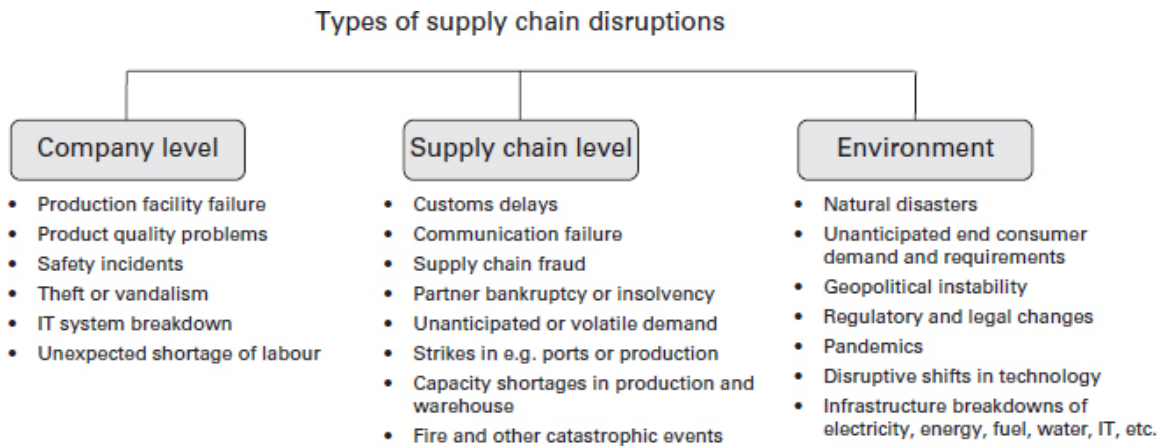 Types of supply chain disruptions
Company level
• Production facility failure
• Product quality problems
• Safety incidents
• Theft or vandalism
• IT system breakdown
• Unexpected shortage of labour
Supply chain level
• Customs delays
• Communication failure
• Supply chain fraud
• Partner bankruptcy or insolvency
• Unanticipated or volatile demand
• Strikes in e.g. ports or production
• Capacity shortages in production and
warehouse
• Fire and other catastrophic events
Environment
• Natural disasters
• Unanticipated end consumer
demand and requirements
• Geopolitical instability
• Regulatory and legal changes
• Pandemics
• Disruptive shifts in technology
• Infrastructure breakdowns of
electricity, energy, fuel, water, IT, etc.